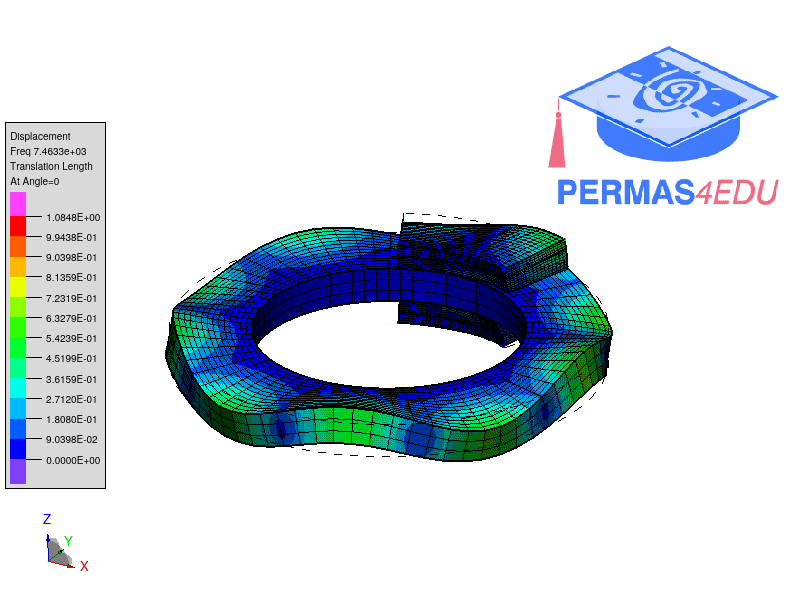 Displacement
Freq 7.4633e+03
Translation Length
At Angle=0
1.0848E+00
9.9438E-01
9.0398E-01
8.1359E-01
7.2319E-01
6.3279E-01
5.4239E-01
4.5199E-01
3.6159E-01
2.7120E-01
1.8080E-01
9.0398E-02
0.0000E+00
PERMAS4EDU
Z
Y
X